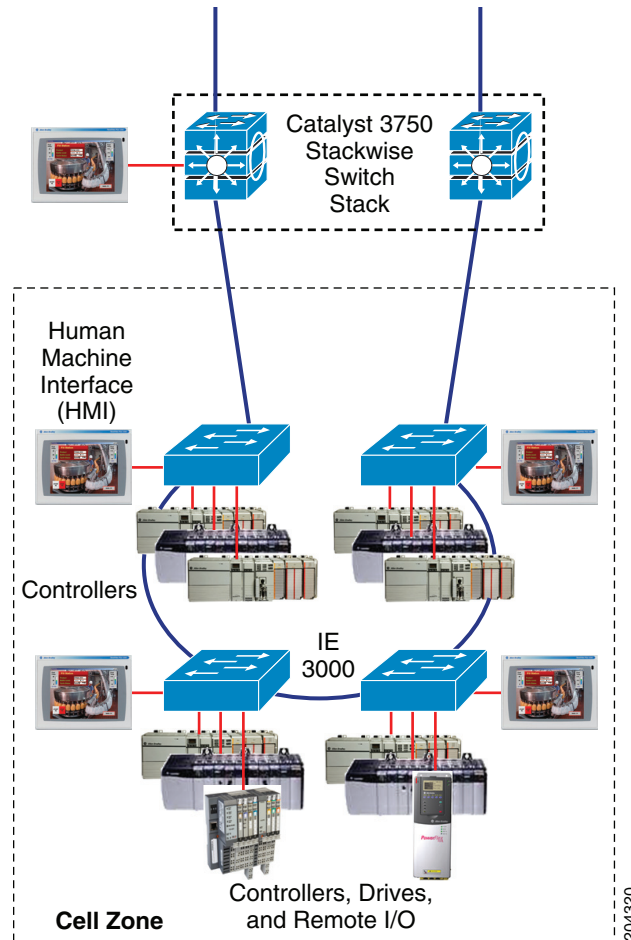 Catalyst 3750
Stackwise
Switch
Stack
Human
Machine
Interface
(HMI)
Controllers
IE
3000
PowerFlex
Controllers, Drives,
and Remote I/O
Cell Zone
204320